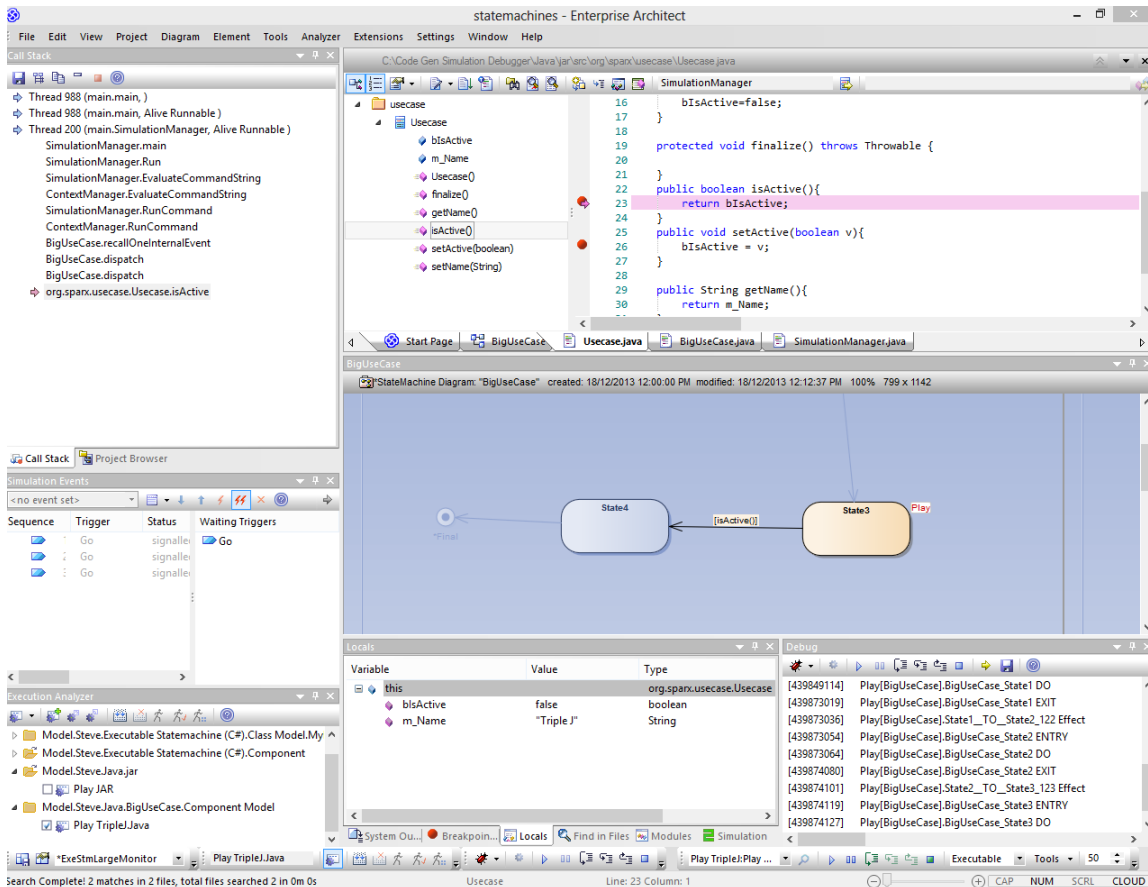 statemachines - Enterprise Architect
File Edit View Project Diagram Element Tools Analyzer Extensions Settings Window Help
Call Stack
Thread 988 (main.main, )
Thread 988 (main.main, Alive Runnable )
Thread 200 (main.SimulationManager, Alive Runnable )
SimulationManager.main
SimulationManager.Run
SimulationManager.EvaluateCommandString
ContextManager.EvaluateCommandString
SimulationManager.RunCommand
ContextManager.RunCommand
BigUseCase.recallOneInternalEvent
BigUseCase.dispatch
BigUseCase.dispatch
org.sparx.usecase.Usecase.isActive
Call Stack Project Browser
C:\Code Gen Simulation Debugger\Java\jar\src\org\sparx\usecase\Usecase.java
SimulationManager
usecase
Usecase
bIsActive
m_Name
Usecase()
finalize()
getName()
isActive()
setActive(boolean)
setName(String)
16 bIsActive=false;
17 }
18
19 protected void finalize() throws Throwable {
20
21 }
22 public boolean isActive(){
23 return bIsActive;
24 }
25 public void setActive(boolean v){
26 bIsActive = v;
27 }
28
29 public String getName(){
30 return m_Name;
Start Page BigUseCase Usecase.java BigUseCase.java SimulationManager.java
BigUseCase
*StateMachine Diagram: "BigUseCase" created: 18/12/2013 12:00:00 PM modified: 18/12/2013 12:12:37 PM 100% 799 x 1142
State4
State3
Play
[isActive()]
*Final
Simulation Events
<no event set>
Sequence Trigger Status Waiting Triggers
Go signalle Go
Go signalle
Go signalle
Execution Analyzer
Model.Steve.Executable Statemachine (C#).Class Model.My
Model.Steve.Executable Statemachine (C#).Component
Model.Steve.Java.jar
Play JAR
Model.Steve.Java.BigUseCase.Component Model
Play TripleJ.Java
Locals
Variable Value Type
this org.sparx.usecase.Usecase
bIsActive false boolean
m_Name "Triple J" String
System Ou... Breakpoin... Locals Find in Files Modules Simulation
Debug
[439849114] Play[BigUseCase].BigUseCase_State1 DO
[439873019] Play[BigUseCase].BigUseCase_State1 EXIT
[439873036] Play[BigUseCase].State1__TO__State2_122 Effect
[439873054] Play[BigUseCase].BigUseCase_State2 ENTRY
[439873064] Play[BigUseCase].BigUseCase_State2 DO
[439874080] Play[BigUseCase].BigUseCase_State2 EXIT
[439874101] Play[BigUseCase].State2__TO__State3_123 Effect
[439874119] Play[BigUseCase].BigUseCase_State3 ENTRY
[439874127] Play[BigUseCase].BigUseCase_State3 DO
*ExeStmLargeMonitor Play TripleJ.Java Play TripleJ:Play ... Executable Tools 50
Search Complete! 2 matches in 2 files, total files searched 2 in 0m 0s Usecase Line: 23 Column: 1 CAP NUM SCRL CLOUD